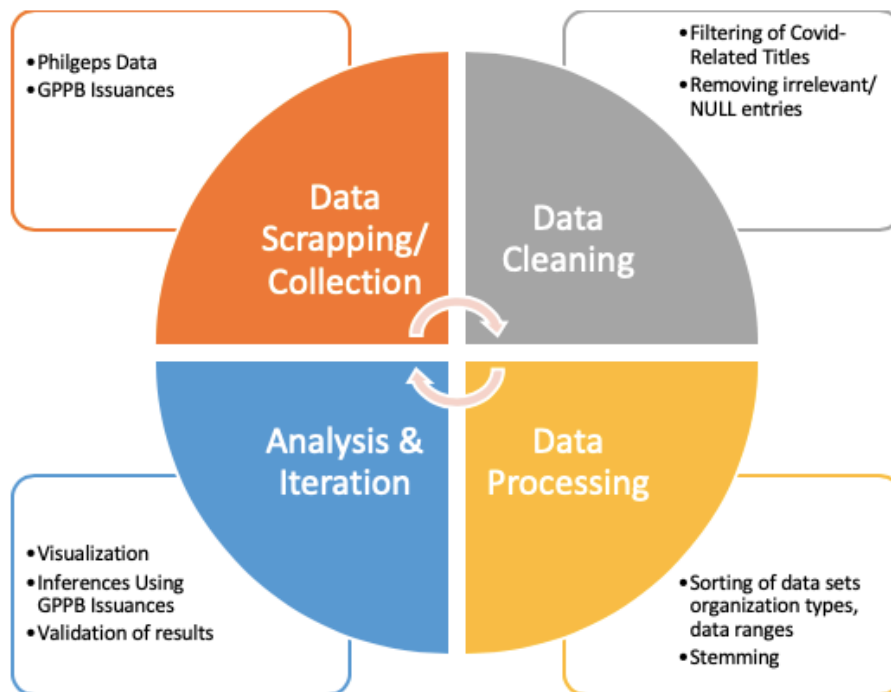 •Philgeps Data
•GPPB Issuances
•Filtering of Covid-
Related Titles
•Removing irrelevant/
NULL entries
Data
Scrapping/
Collection
Data
Cleaning
Analysis &
Iteration
Data
Processing
•Visualization
•Inferences Using
GPPB Issuances
•Validation of results
•Sorting of data sets
organization types,
data ranges
•Stemming